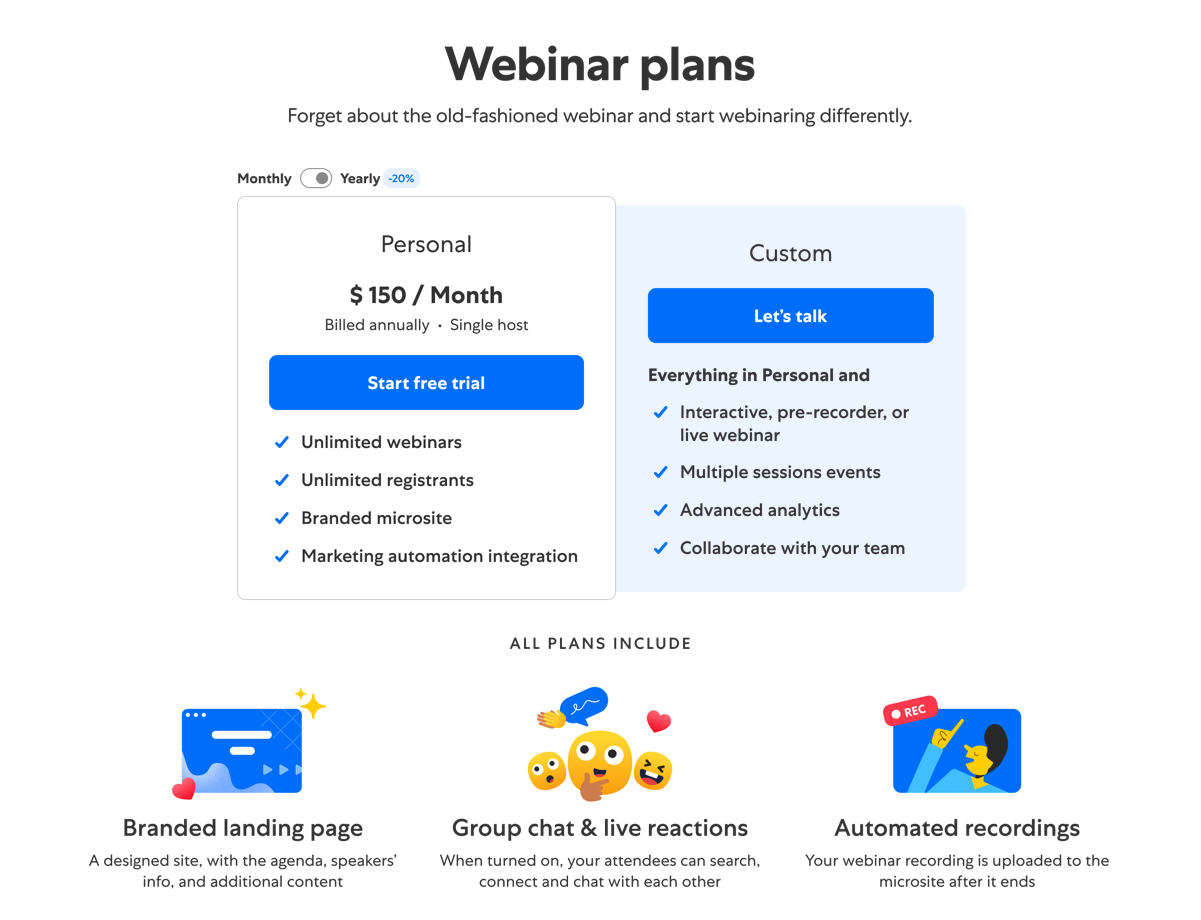 Webinar plans
Forget about the old-fashioned webinar and start webinaring differently.
Monthly Yearly -20%
Personal
$ 150 / Month
Billed annually • Single host
Start free trial
Unlimited webinars
Unlimited registrants
Branded microsite
Marketing automation integration
Custom
Let's talk
Everything in Personal and
Interactive, pre-recorder, or
live webinar
Multiple sessions events
Advanced analytics
Collaborate with your team
ALL PLANS INCLUDE
Branded landing page
A designed site, with the agenda, speakers'
info, and additional content
Group chat & live reactions
When turned on, your attendees can search,
connect and chat with each other
REC
Automated recordings
Your webinar recording is uploaded to the
microsite after it ends